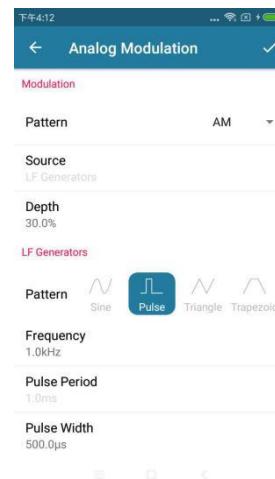 下午4:12 ...
Analog Modulation
Modulation
Pattern AM
Source
LF Generators
Depth
30.0%
LF Generators
Pattern Sine Pulse Triangle Trapezoid
Frequency
1.0kHz
Pulse Period
1.0ms
Pulse Width
500.0μs